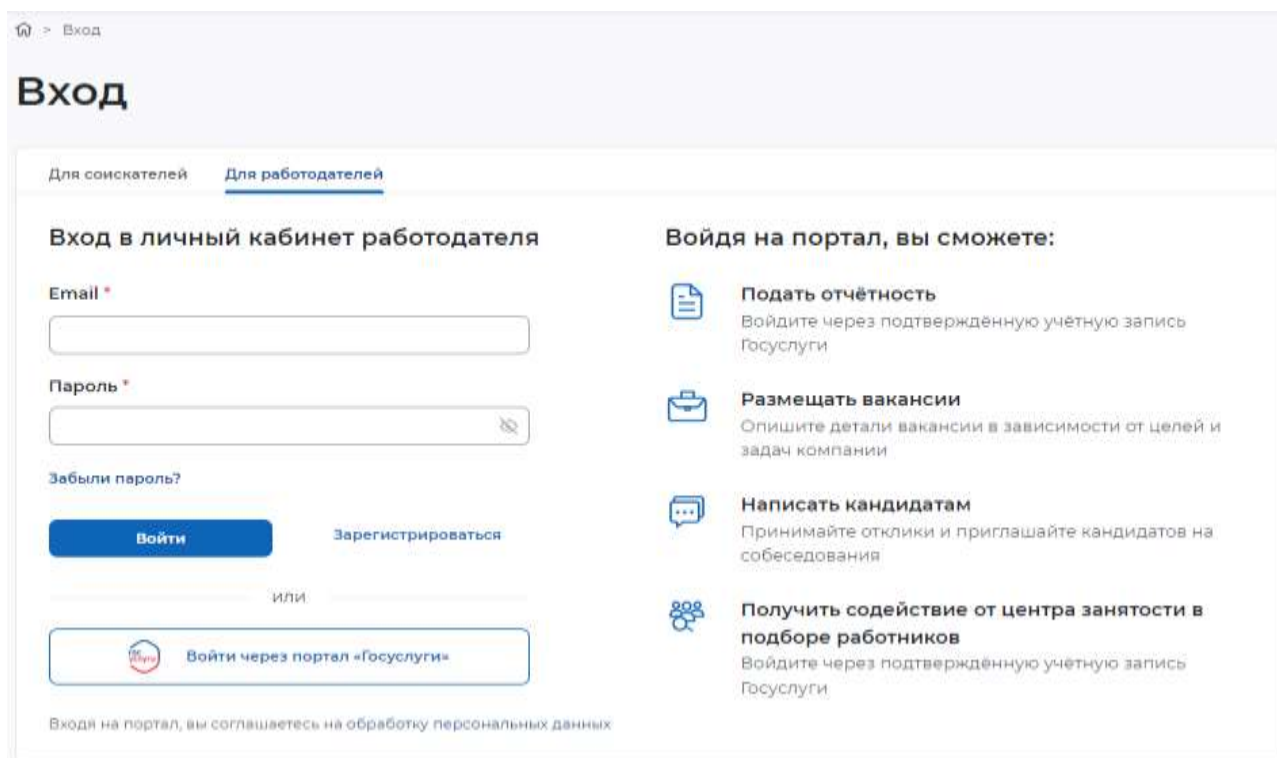 > Вход
Вход
Для соискателей
Для работодателей
Вход в личный кабинет работодателя
Email *
Пароль *
Забыли пароль?
Войти
Зарегистрироваться
или
Войти через портал «Госуслуги»
Входя на портал, вы соглашаетесь на обработку персональных данных
Войдя на портал, вы сможете:
Подать отчётность
Войдите через подтверждённую учётную запись
Госуслуги
Размещать вакансии
Опишите детали вакансии в зависимости от целей и
задач компании
Написать кандидатам
Принимайте отклики и приглашайте кандидатов на
собеседования
Получить содействие от центра занятости в
подборе работников
Войдите через подтверждённую учётную запись
Госуслуги